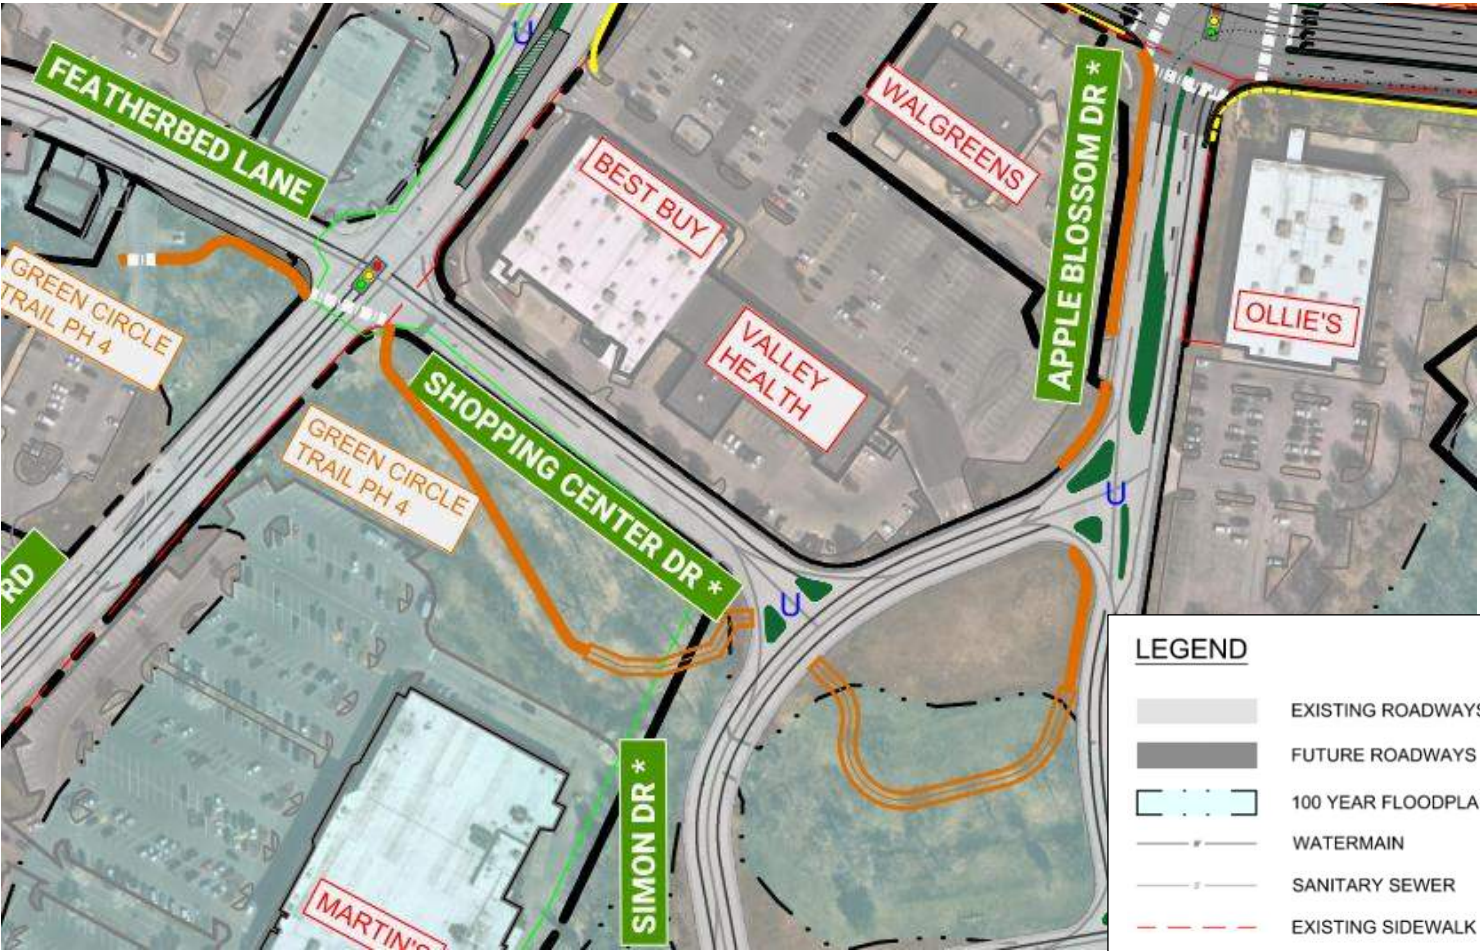 U
FEATHERBED LANE
WALGREENS
APPLE BLOSSOM DR *
BEST BUY
GREEN CIRCLE
TRAIL PH 4
OLLIE'S
VALLEY
HEALTH
SHOPPING CENTER DR *
GREEN CIRCLE
TRAIL PH 4
U
RD
U
SIMON DR *
MARTIN'S
LEGEND
EXISTING ROADWAYS
FUTURE ROADWAYS
100 YEAR FLOODPLA
WATERMAIN
SANITARY SEWER
EXISTING SIDEWALK